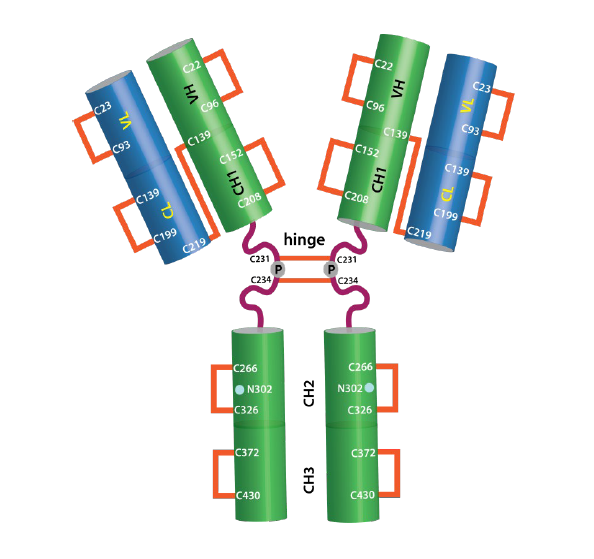 C22
C22
C23
VH
VH
C23
VL
VL
C96
C96
C93
C93
C139
C139
C152
C152
C139
C139
CH1
CH1
CL
CL
C208
C208
C199
C199
C219
C219
hinge
C231
C231
P
P
C234
C234
C266
C266
N302
N302
CH2
C326
C326
C372
C372
CH3
C430
C430